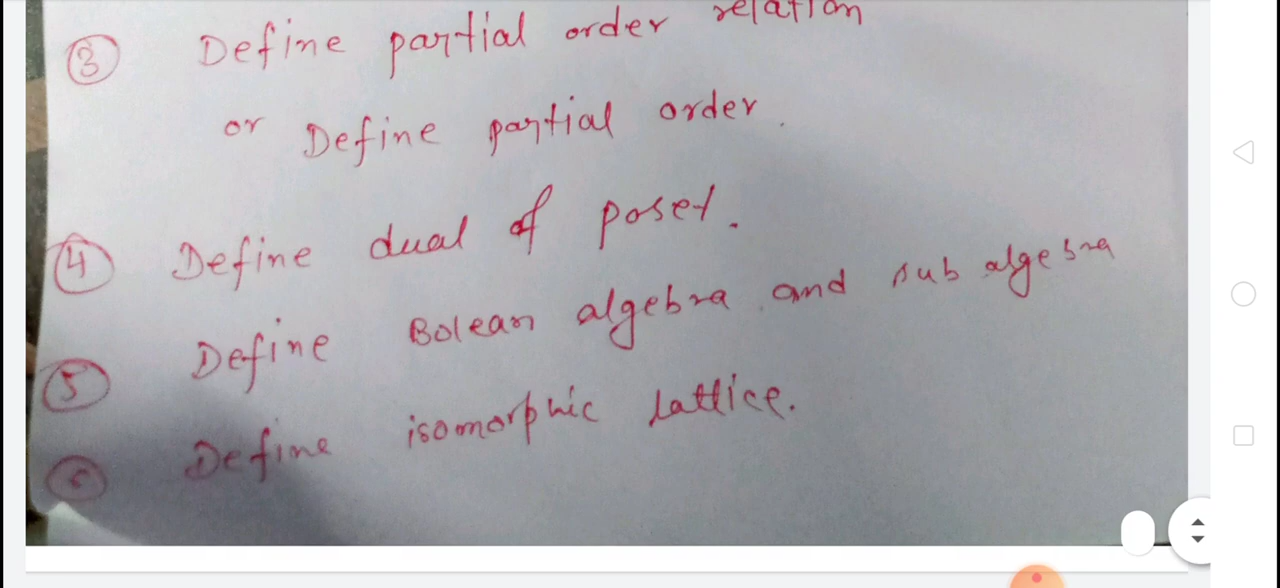 ③ Define partial order relation
or Define partial order.
④ Define dual of poset.
⑤ Define Bolean algebra and sub algebra
⑥ Define isomorphic lattice.